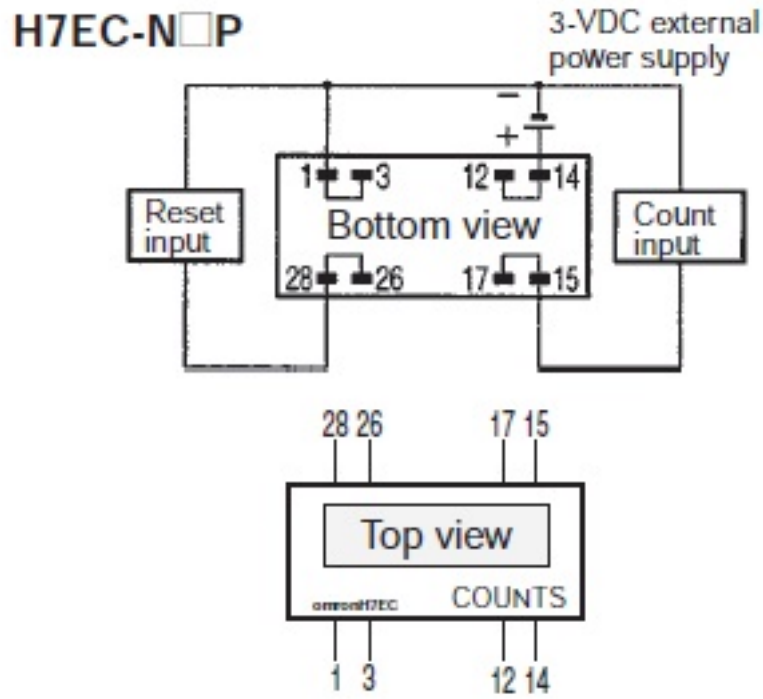 H7EC-N□P
3-VDC external
power supply
−
+
1 3 12 14
Reset
input
Bottom view
Count
input
28 26 17 15
28 26 17 15
Top view
omronH7EC COUNTS
1 3 12 14